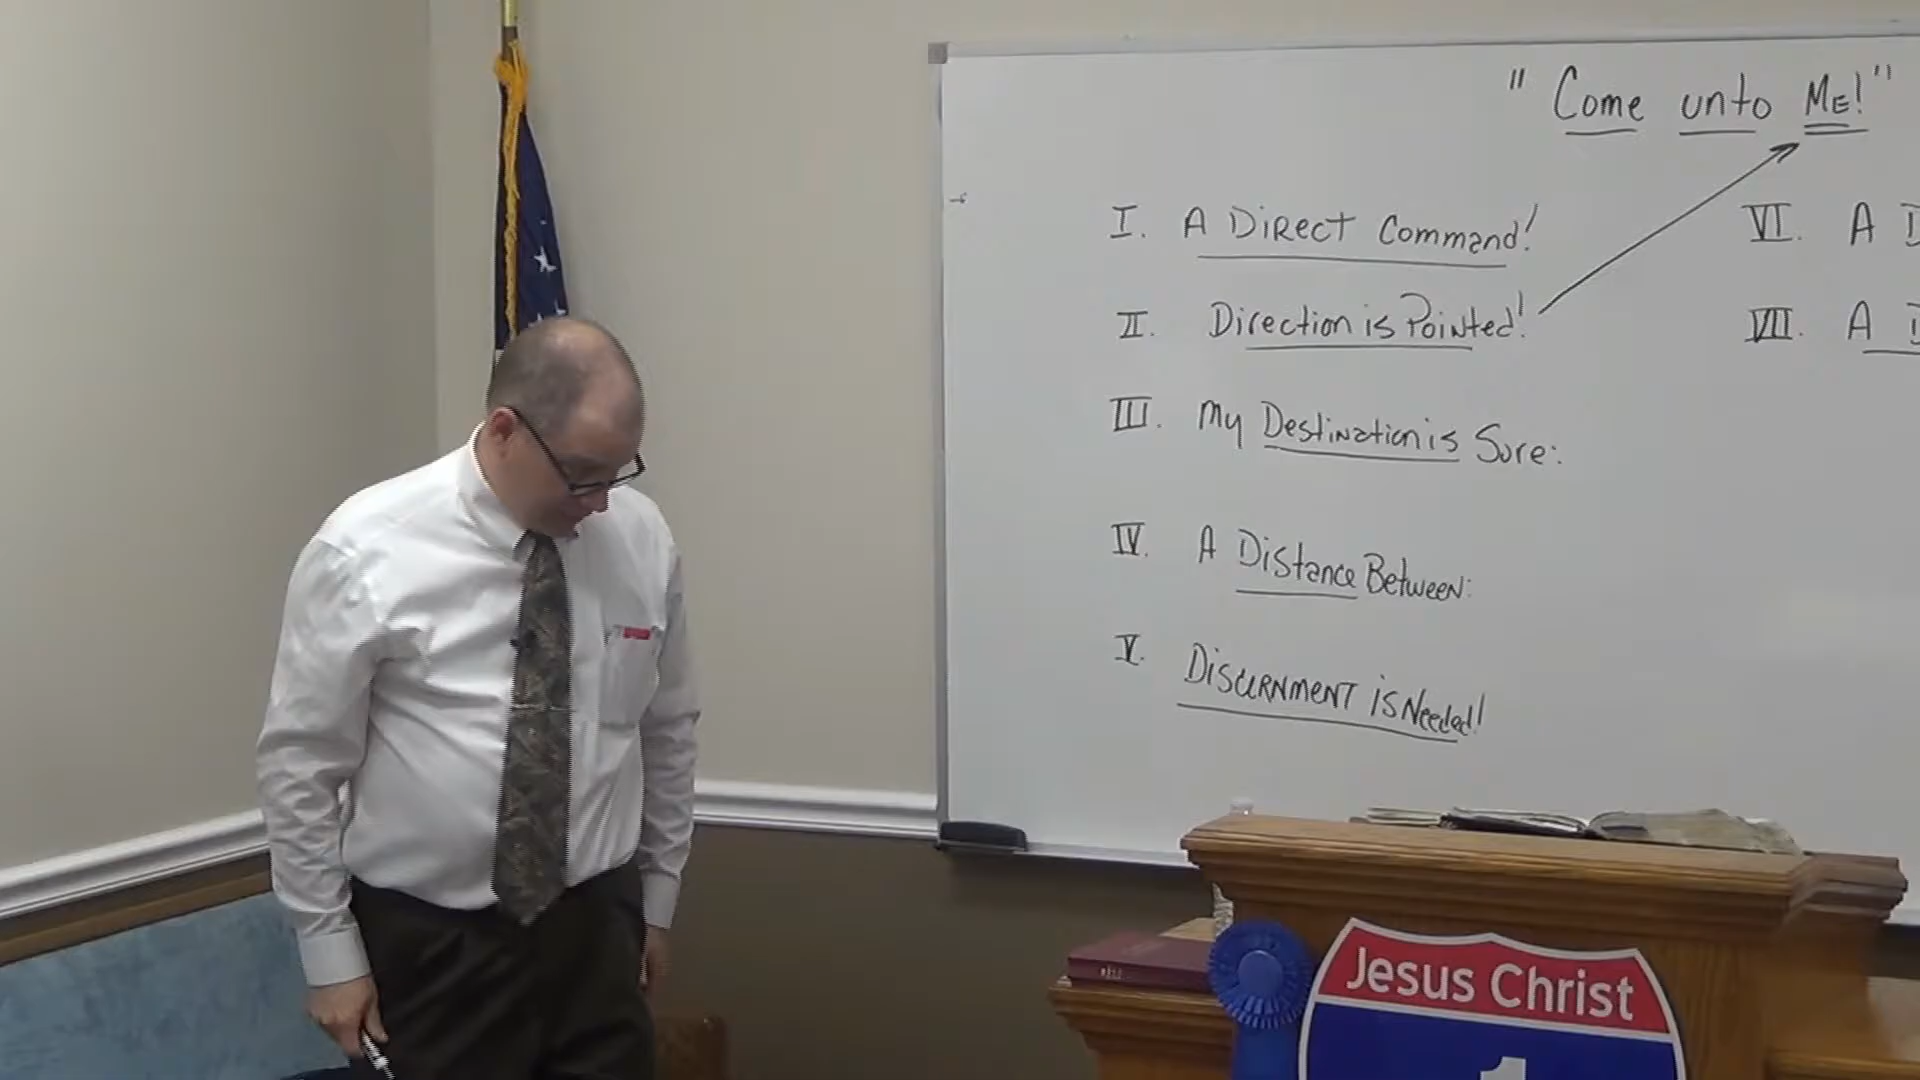 "Come unto ME!"
I. A Direct Command!
II. Direction is Pointed!
III. My Destination is Sure:
IV. A Distance Between:
V. Discernment is Needed!
VI. A D
VII. A D
Jesus Christ
1